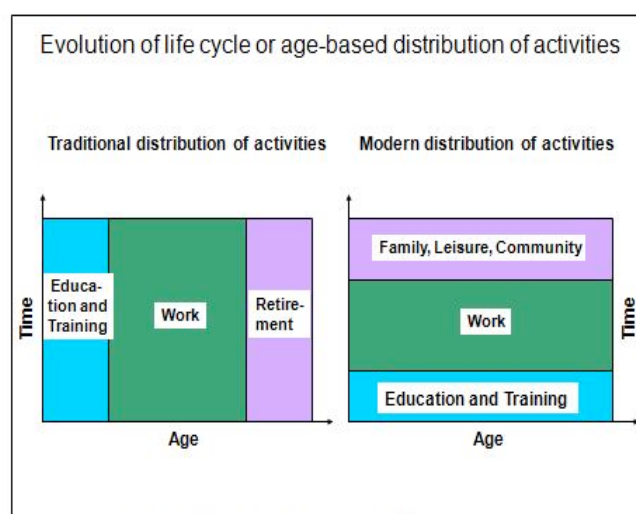 Evolution of life cycle or age-based distribution of activities
Traditional distribution of activities
Modern distribution of activities
Educa-
tion and
Training
Work
Retire-
ment
Time
Age
Family, Leisure, Community
Work
Education and Training
Time
Age